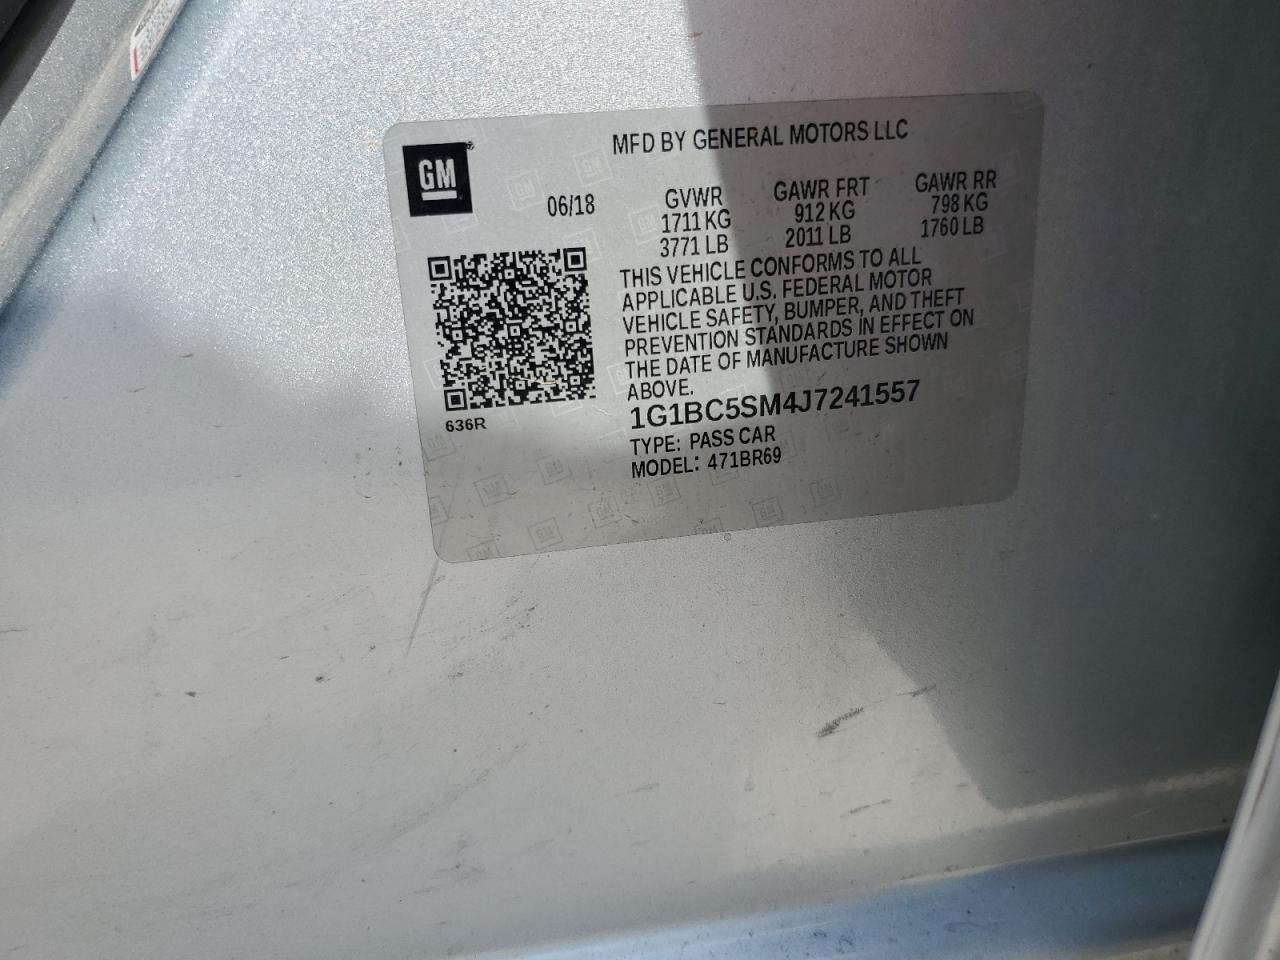 MFD BY GENERAL MOTORS LLC
GM
06/18
GVWR GAWR FRT GAWR RR
1711 KG 912 KG 798 KG
3771 LB 2011 LB 1760 LB
THIS VEHICLE CONFORMS TO ALL
APPLICABLE U.S. FEDERAL MOTOR
VEHICLE SAFETY, BUMPER, AND THEFT
PREVENTION STANDARDS IN EFFECT ON
THE DATE OF MANUFACTURE SHOWN
ABOVE.
1G1BC5SM4J7241557
636R
TYPE: PASS CAR
MODEL: 471BR69